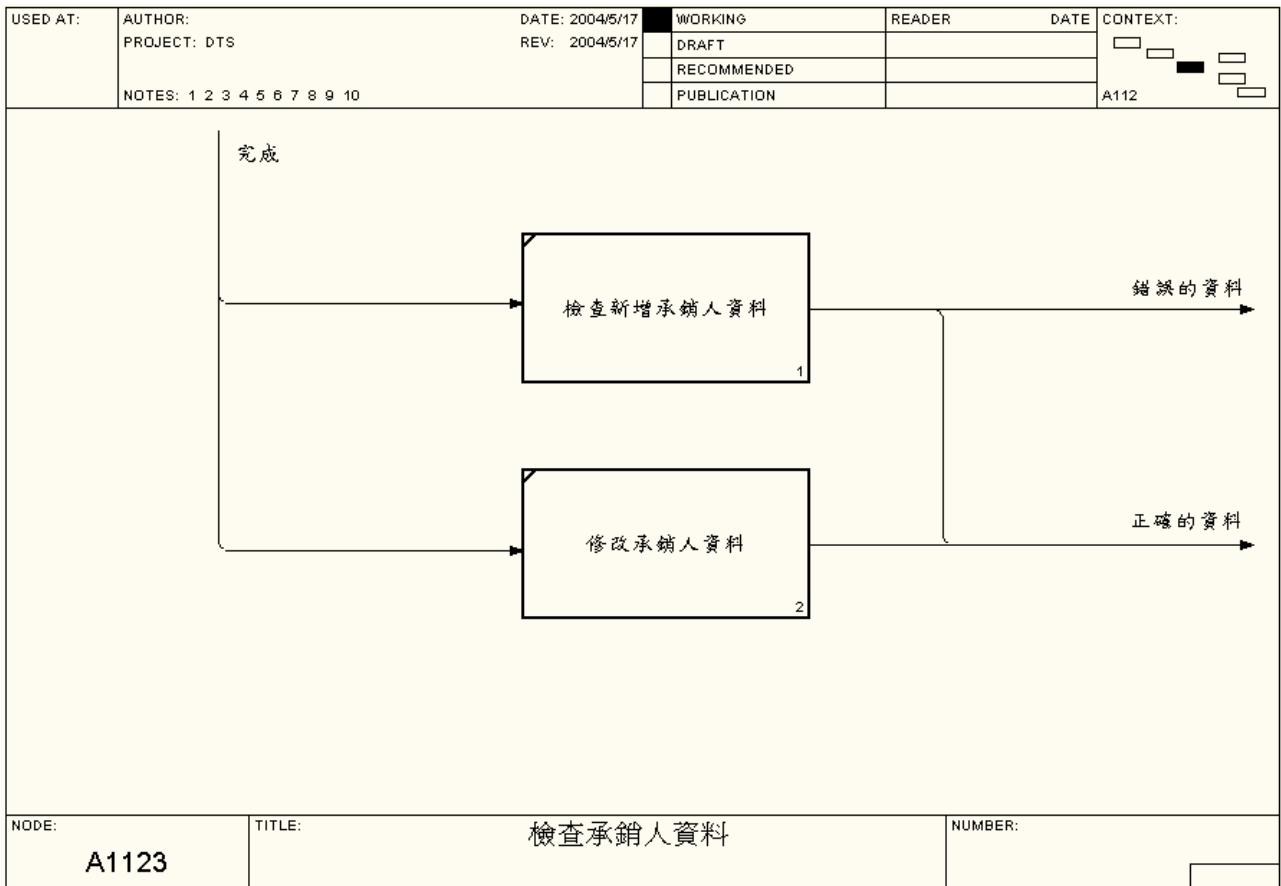 USED AT:
AUTHOR:
DATE: 2004/5/17
PROJECT: DTS
REV: 2004/5/17
NOTES: 1 2 3 4 5 6 7 8 9 10
WORKING
DRAFT
RECOMMENDED
PUBLICATION
READER
DATE
CONTEXT:
A112
完成
檢查新增承銷人資料
1
錯誤的資料
修改承銷人資料
2
正確的資料
NODE:
A1123
TITLE:
檢查承銷人資料
NUMBER: